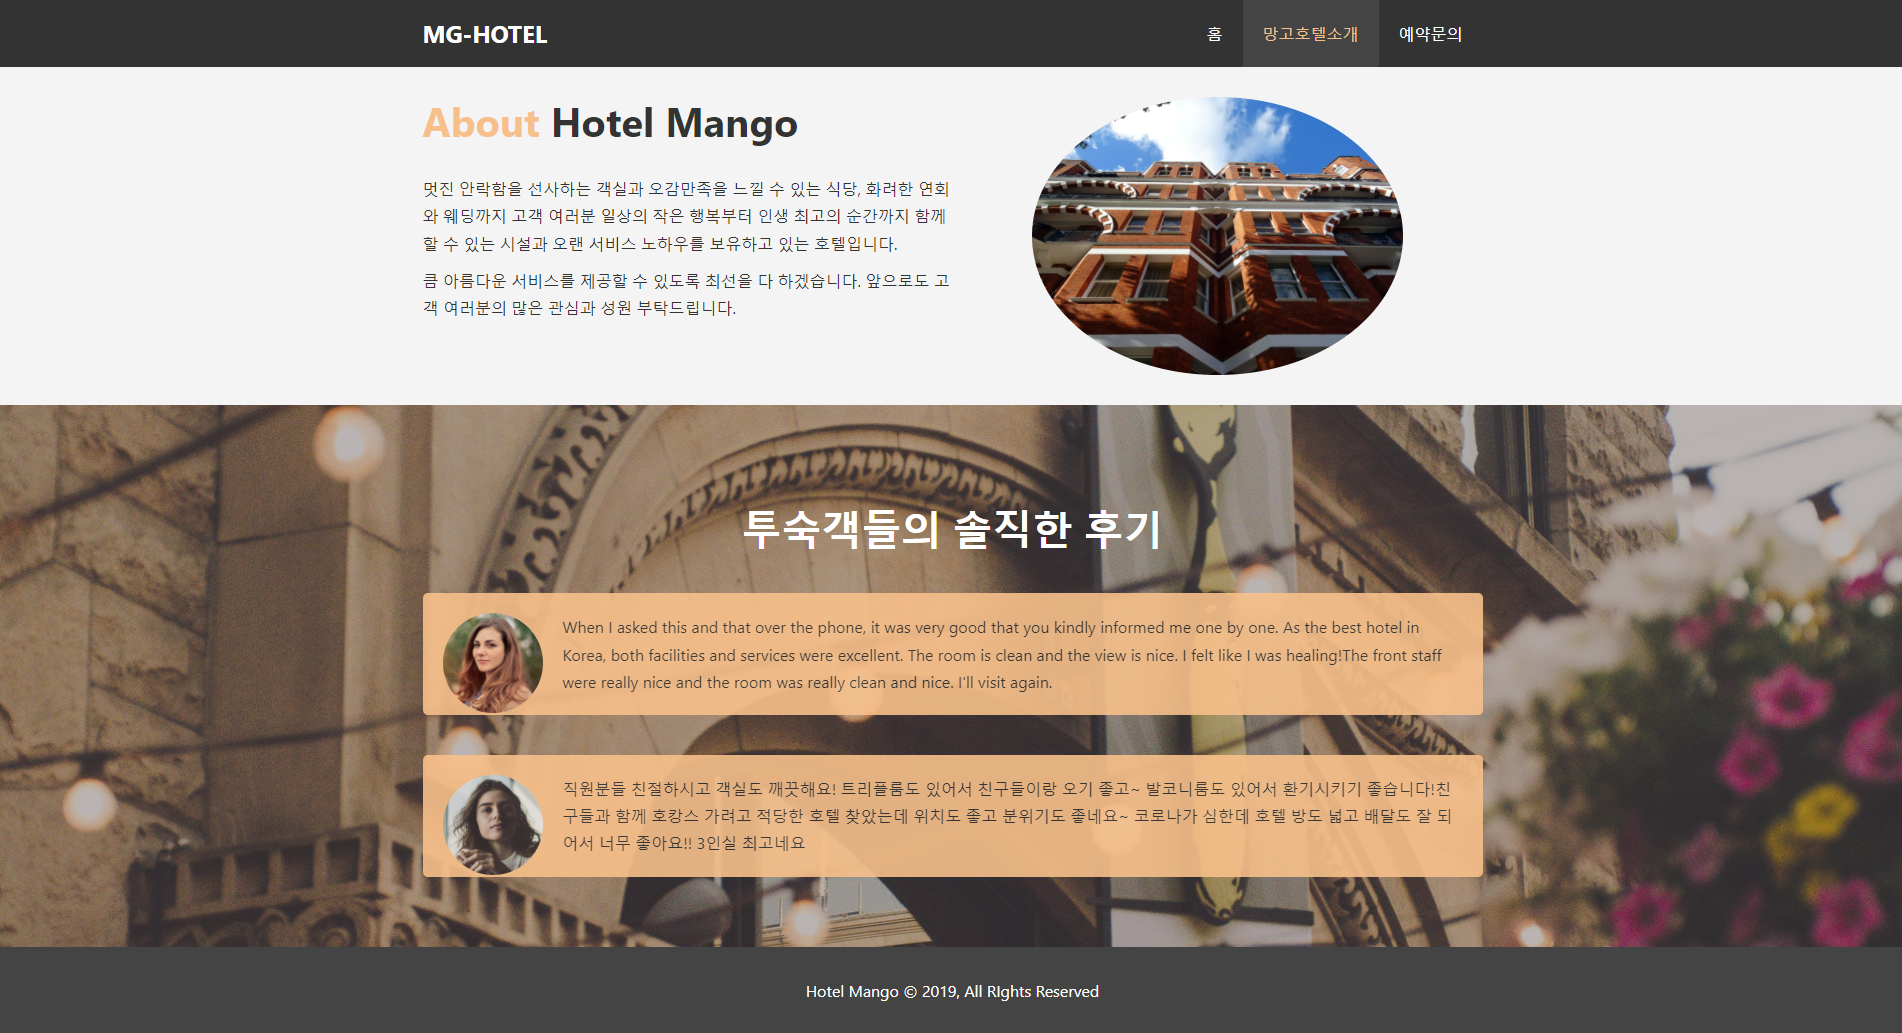 MG-HOTEL
홈 망고호텔소개 예약문의
About Hotel Mango
멋진 안락함을 선사하는 객실과 오감만족을 느낄 수 있는 식당, 화려한 연회
와 웨딩까지 고객 여러분 일상의 작은 행복부터 인생 최고의 순간까지 함께
할 수 있는 시설과 오랜 서비스 노하우를 보유하고 있는 호텔입니다.
큼 아름다운 서비스를 제공할 수 있도록 최선을 다 하겠습니다. 앞으로도 고
객 여러분의 많은 관심과 성원 부탁드립니다.
투숙객들의 솔직한 후기
When I asked this and that over the phone, it was very good that you kindly informed me one by one. As the best hotel in
Korea, both facilities and services were excellent. The room is clean and the view is nice. I felt like I was healing!The front staff
were really nice and the room was really clean and nice. I'll visit again.
직원분들 친절하시고 객실도 깨끗해요! 트리플룸도 있어서 친구들이랑 오기 좋고~ 발코니룸도 있어서 환기시키기 좋습니다!친
구들과 함께 호캉스 가려고 적당한 호텔 찾았는데 위치도 좋고 분위기도 좋네요~ 코로나가 심한데 호텔 방도 넓고 배달도 잘 되
어서 너무 좋아요!! 3인실 최고네요
Hotel Mango © 2019, All RIghts Reserved